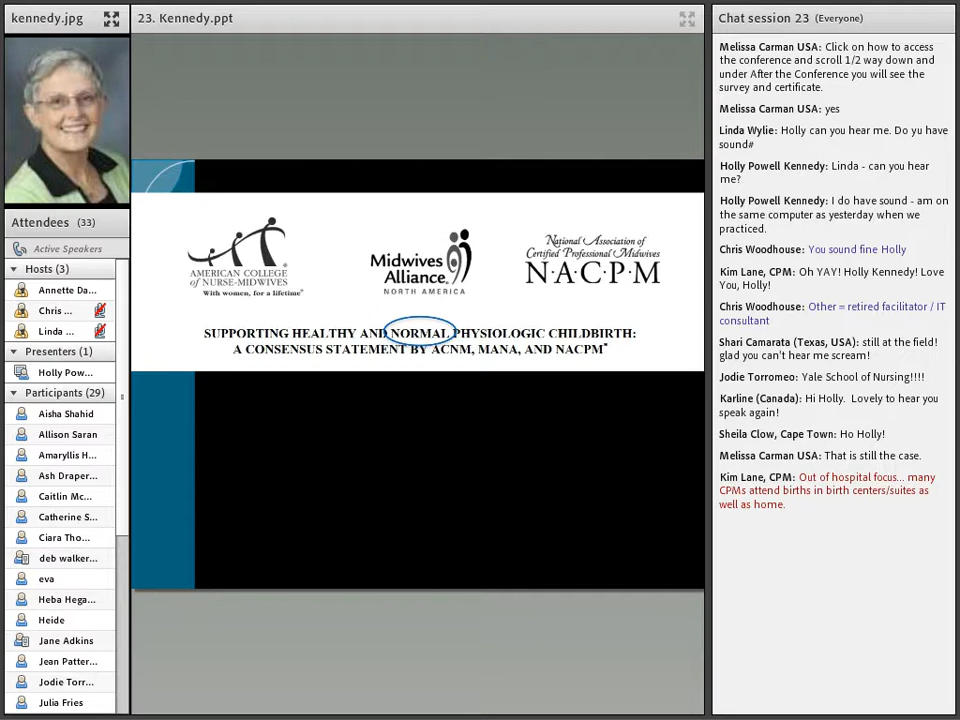 kennedy.jpg
Attendees (33)
Active Speakers
Hosts (3)
Annette Da...
Chris ...
Linda ...
Presenters (1)
Holly Pow...
Participants (29)
Aisha Shahid
Allison Saran
Amaryllis H...
Ash Draper...
Caitlin Mc...
Catherine S...
Ciara Tho...
deb walker...
eva
Heba Hega...
Heide
Jane Adkins
Jean Patter...
Jodie Torr...
Julia Fries
23. Kennedy.ppt
AMERICAN COLLEGE
of NURSE-MIDWIVES
With women, for a lifetime®
Midwives
Alliance
NORTH AMERICA
National Association of
Certified Professional Midwives
N·A·C·P·M
SUPPORTING HEALTHY AND NORMAL PHYSIOLOGIC CHILDBIRTH:
A CONSENSUS STATEMENT BY ACNM, MANA, AND NACPM*
Chat session 23 (Everyone)
Melissa Carman USA: Click on how to access
the conference and scroll 1/2 way down and
under After the Conference you will see the
survey and certificate.
Melissa Carman USA: yes
Linda Wylie: Holly can you hear me. Do yu have
sound#
Holly Powell Kennedy: Linda - can you hear
me?
Holly Powell Kennedy: I do have sound - am on
the same computer as yesterday when we
practiced.
Chris Woodhouse: You sound fine Holly
Kim Lane, CPM: Oh YAY! Holly Kennedy! Love
You, Holly!
Chris Woodhouse: Other = retired facilitator / IT
consultant
Shari Camarata (Texas, USA): still at the field!
glad you can't hear me scream!
Jodie Torromeo: Yale School of Nursing!!!!
Karline (Canada): Hi Holly. Lovely to hear you
speak again!
Sheila Clow, Cape Town: Ho Holly!
Melissa Carman USA: That is still the case.
Kim Lane, CPM: Out of hospital focus... many
CPMs attend births in birth centers/suites as
well as home.